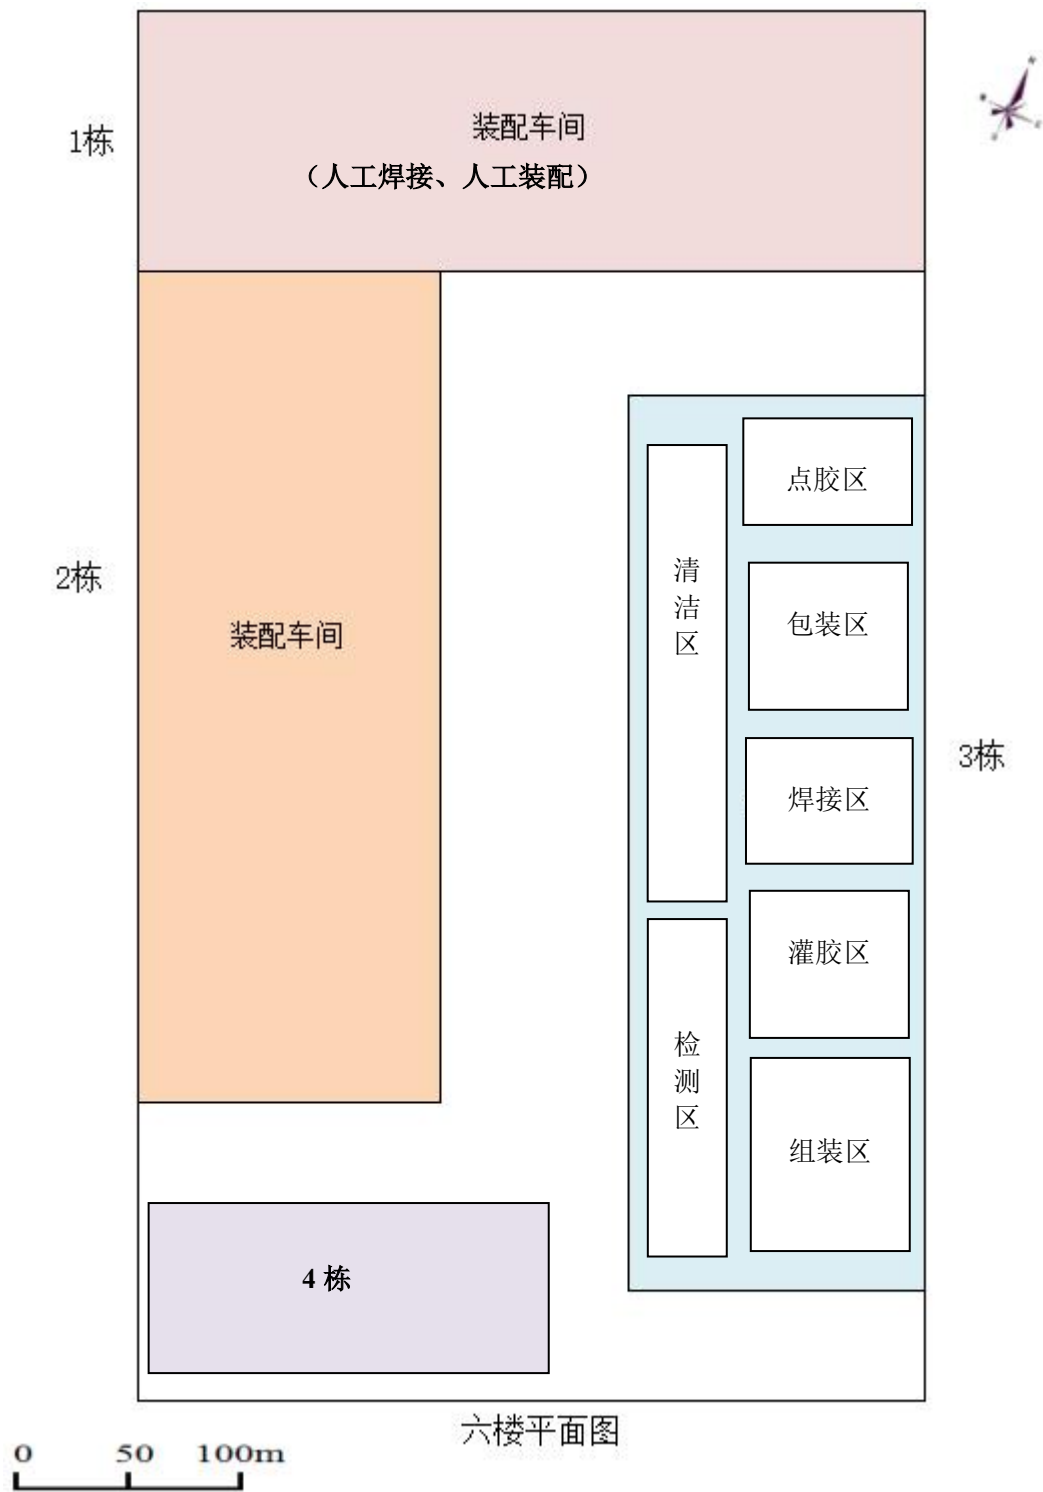 装配车间
1栋
（人工焊接、人工装配）
点胶区
清洁区
2栋
包装区
装配车间
3栋
焊接区
灌胶区
检测区
组装区
4 栋
六楼平面图
0 50 100m